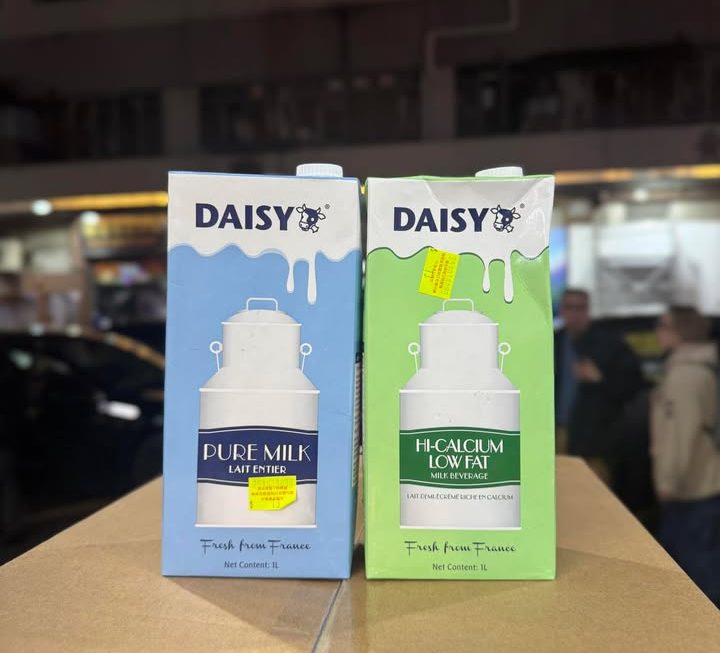 DAISY®
PURE MILK
LAIT ENTIER
$ 13
Fresh from France
Net Content: 1L
DAISY®
HI-CALCIUM
LOW FAT
MILK BEVERAGE
LAIT DEMI-ÉCRÉMÉ RICHE EN CALCIUM
Fresh from France
Net Content: 1L